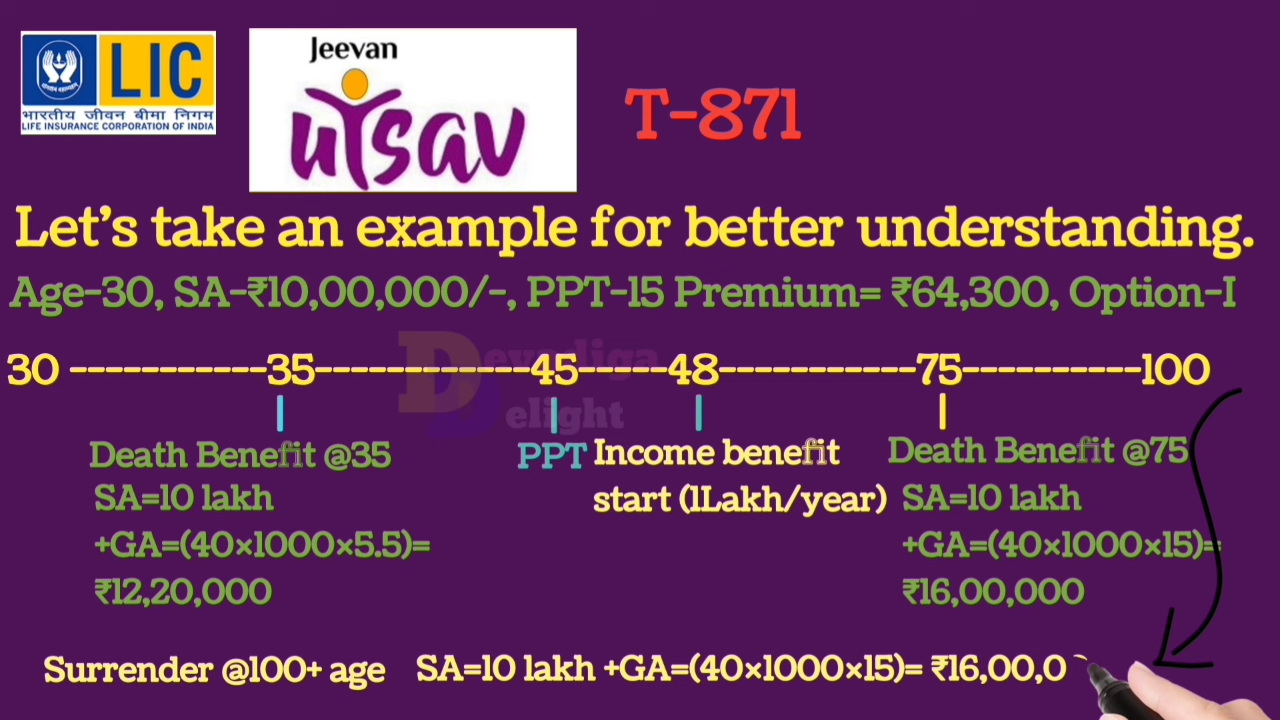 LIC
भारतीय जीवन बीमा निगम
LIFE INSURANCE CORPORATION OF INDIA
Jeevan
utsav
T-871
Let's take an example for better understanding.
Age-30, SA-₹10,00,000/-, PPT-15 Premium= ₹64,300, Option-I
30 -----------35------------45-----48-----------75----------100
Devadiga
Delight
Death Benefit @35
SA=10 lakh
+GA=(40×1000×5.5)=
₹12,20,000
PPT
Income benefit
start (1Lakh/year)
Death Benefit @75
SA=10 lakh
+GA=(40×1000×15)=
₹16,00,000
Surrender @100+ age SA=10 lakh +GA=(40×1000×15)= ₹16,00,0